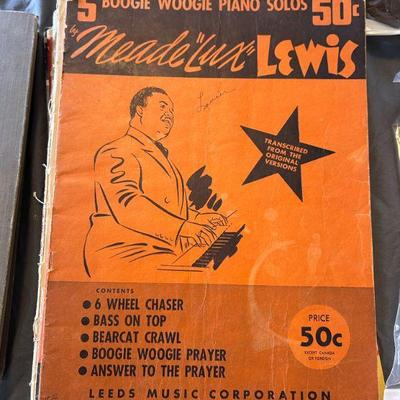 5 BOOGIE WOOGIE PIANO SOLOS 50¢
by Meade "Lux" LEWIS
TRANSCRIBED
FROM THE
ORIGINAL
VERSIONS
CONTENTS
• 6 WHEEL CHASER
• BASS ON TOP
• BEARCAT CRAWL
• BOOGIE WOOGIE PRAYER
• ANSWER TO THE PRAYER
PRICE
50c
EXCEPT CANADA
OR FOREIGN
LEEDS MUSIC CORPORATION